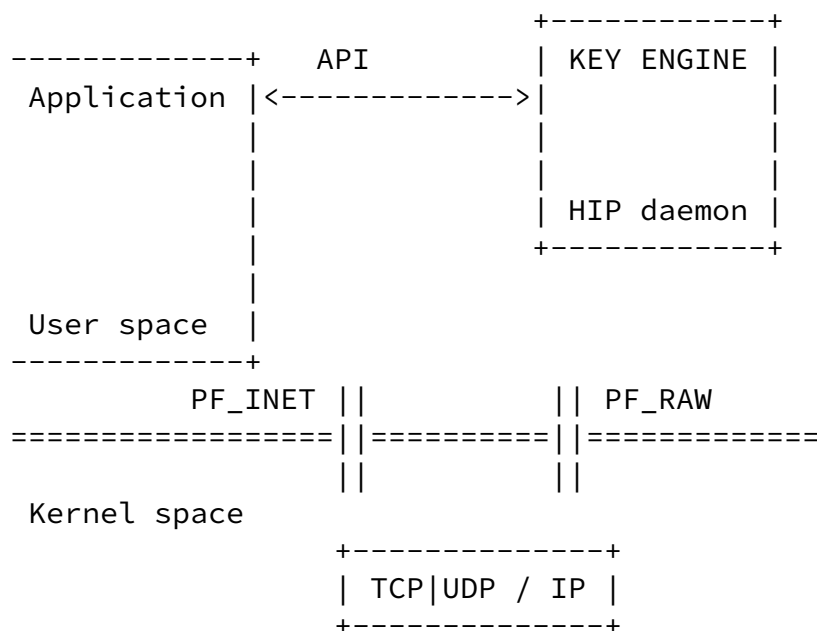 API KEY ENGINE
Application
HIP daemon
User space
PF_INET PF_RAW
Kernel space
TCP|UDP / IP